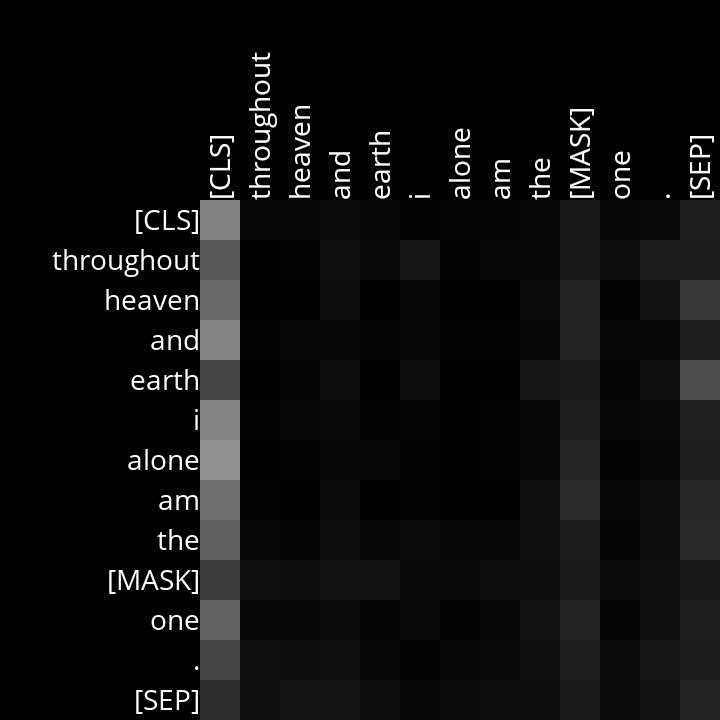 [CLS] throughout heaven and earth i alone am the [MASK] one . [SEP]
[CLS]
throughout
heaven
and
earth
i
alone
am
the
[MASK]
one
.
[SEP]